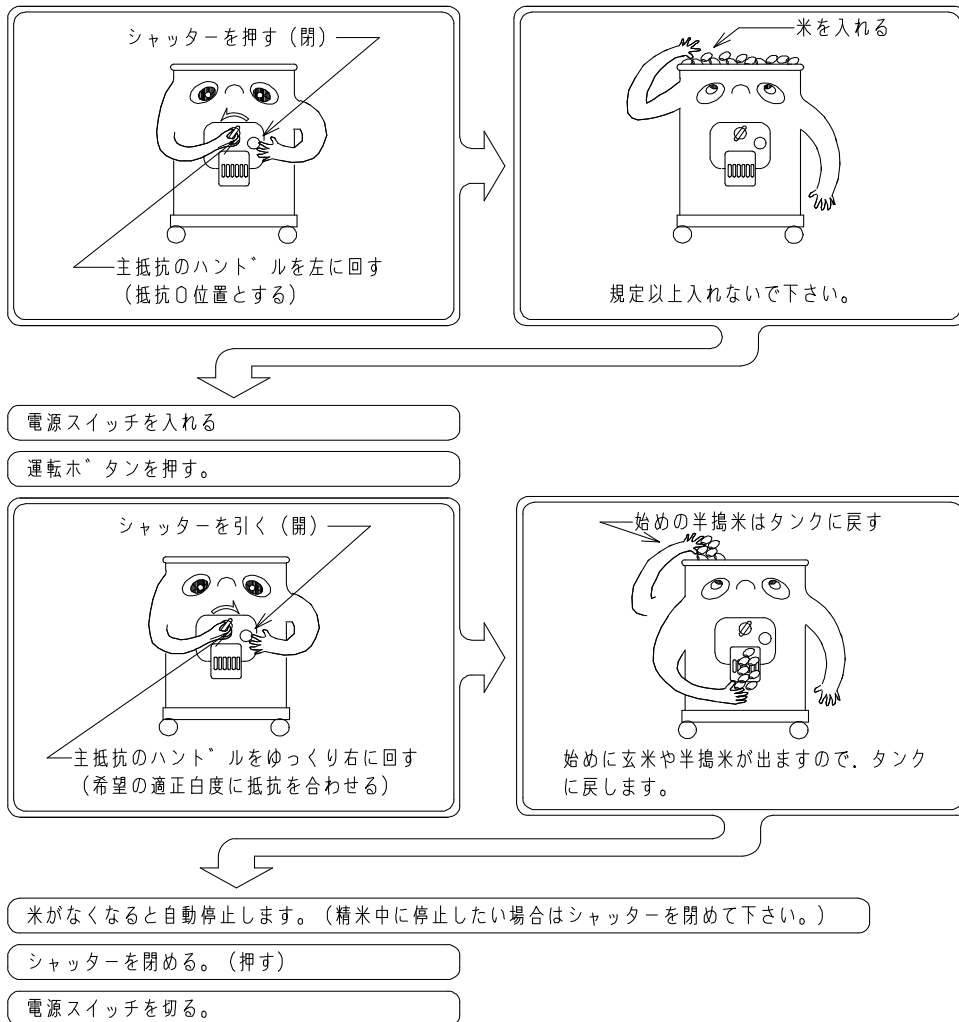 シャッターを押す（閉）
主抵抗のハンドルを左に回す
（抵抗0位置とする）
米を入れる
規定以上入れないで下さい。
電源スイッチを入れる
運転ボタンを押す。
シャッターを引く（開）
主抵抗のハンドルをゆっくり右に回す
（希望の適正白度に抵抗を合わせる）
始めの半搗米はタンクに戻す
始めに玄米や半搗米が出ますので．タンク
に戻します。
米がなくなると自動停止します。（精米中に停止したい場合はシャッターを閉めて下さい。）
シャッターを閉める。（押す）
電源スイッチを切る。